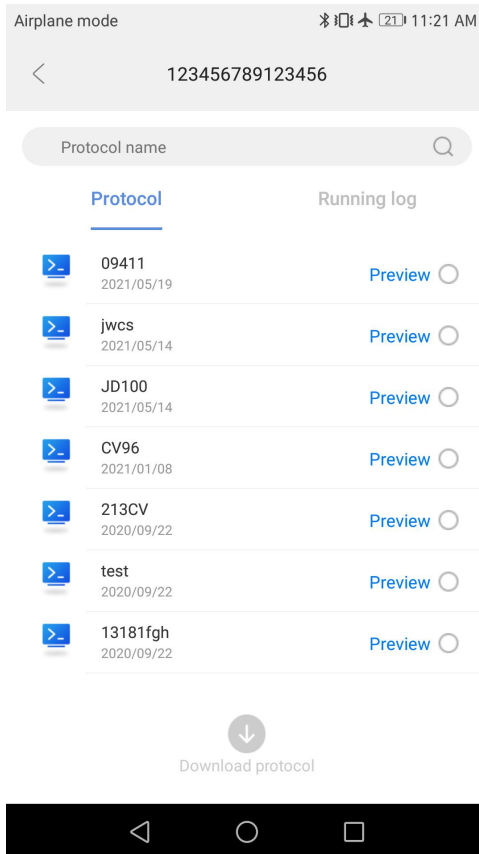 Airplane mode 21 11:21 AM
123456789123456
Protocol name
Protocol Running log
09411
2021/05/19
Preview
jwcs
2021/05/14
Preview
JD100
2021/05/14
Preview
CV96
2021/01/08
Preview
213CV
2020/09/22
Preview
test
2020/09/22
Preview
13181fgh
2020/09/22
Preview
Download protocol